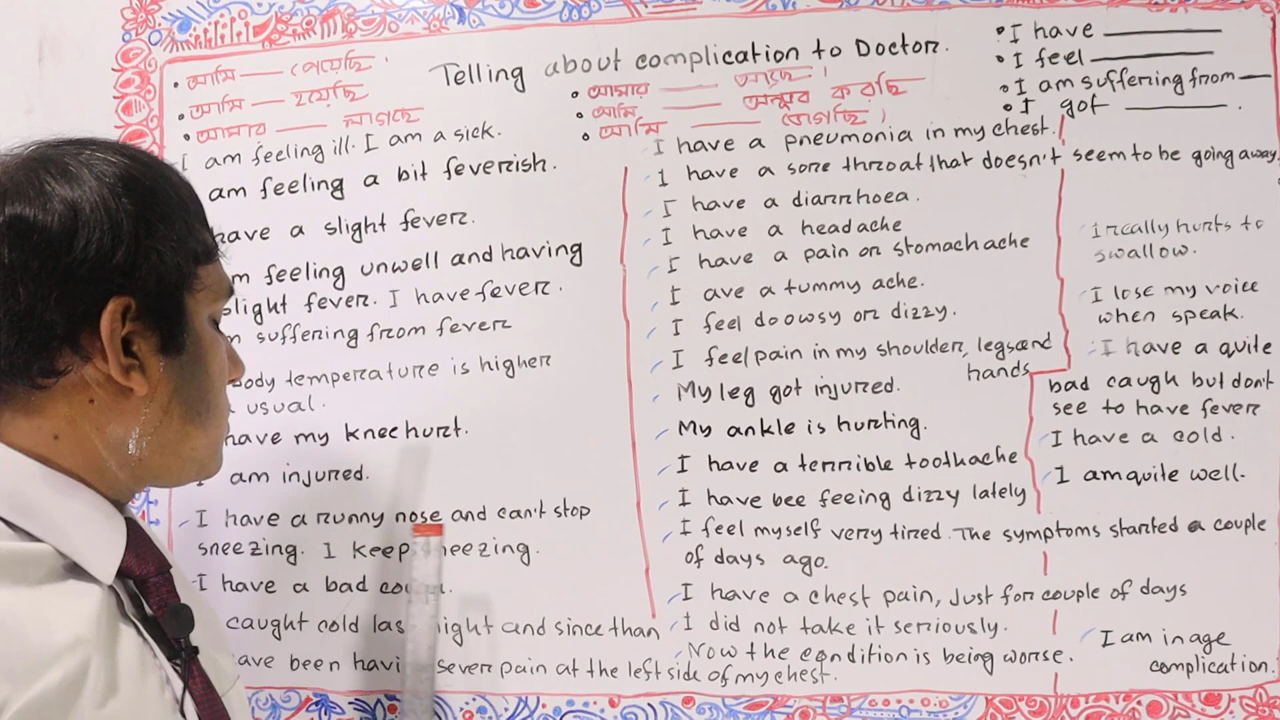 Telling about complication to Doctor.
• আমি — পেয়েছি।
• আমি — হয়েছি
• আমার — লাগছে
• আমার — আছে।
• আমি — অনুভব করছি
• আমি — ভোগছি।
• I have
• I feel
• I am suffering from
• I got .
I am feeling ill. I am a sick.
am feeling a bit feverish.
have a slight fever.
m feeling unwell and having
slight fever. I have fever.
suffering from fever
body temperature is higher
usual.
have my knee hurt.
I am injured.
I have a runny nose and can't stop
sneezing. I keep neezing.
I have a bad
caught cold las ight and since than
ave been havi sever pain at the left side of my chest.
I have a pneumonia in my chest.
I have a sore throat that doesn't seem to be going away.
I have a diarrhoea.
I have a headache
I have a pain or stomach ache
I ave a tummy ache.
I feel doowsy or dizzy.
I feel pain in my shoulder, legs and
hands
My leg got injured.
My ankle is hurting.
I have a terrible toothache
I have bee feeing dizzy lately
I feel myself very tired. The symptoms started a couple
of days ago.
I have a chest pain, Just for couple of days
I did not take it seriously.
Now the condition is being worse.
I really hurts to
swallow.
I lose my voice
when speak.
I have a quite
bad caugh but don't
see to have fever
I have a cold.
I am quite well.
I am in age
complication.